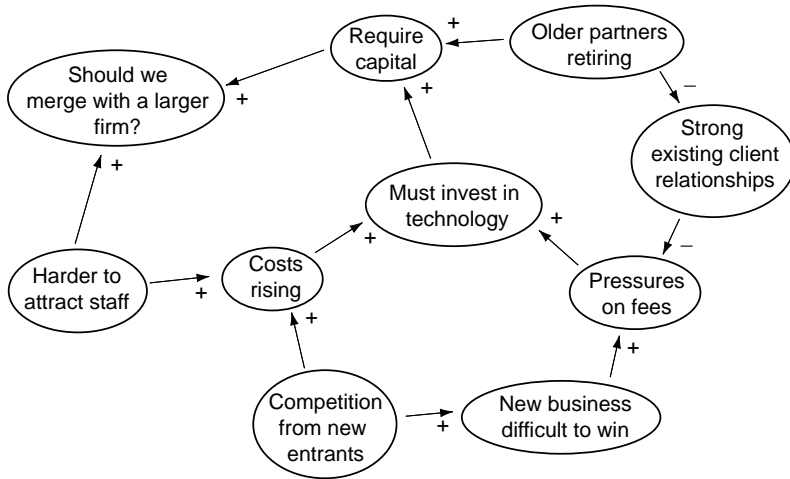 Require
capital
Older partners
retiring
Should we
merge with a larger
firm?
Strong
existing client
relationships
Must invest in
technology
Harder to
attract staff
Costs
rising
Pressures
on fees
Competition
from new
entrants
New business
difficult to win
+
+
+
+
–
+
+
+
–
+
+
+
+